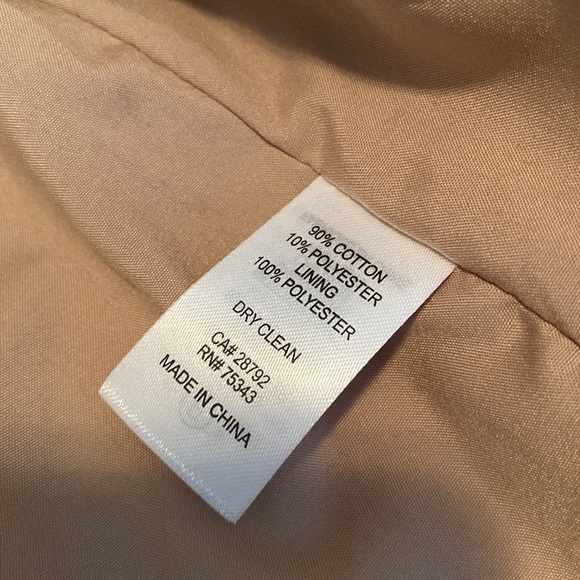 90% COTTON
10% POLYESTER
LINING
100% POLYESTER
DRY CLEAN
CA# 28792
RN# 75343
MADE IN CHINA